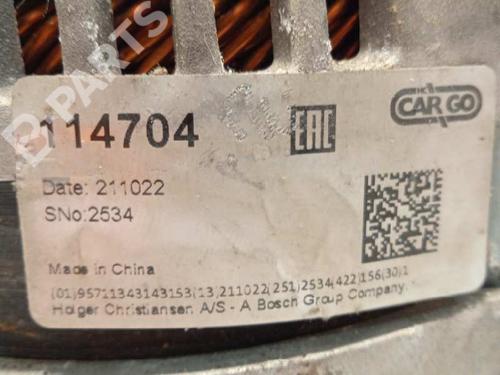 114704
EAC
HC
CARGO
B-PARTS
Date: 211022
SNo:2534
Made in China
(01)95711343143153(13)211022(251)2534(422)156(30)1
Holger Christiansen A/S - A Bosch Group Company.